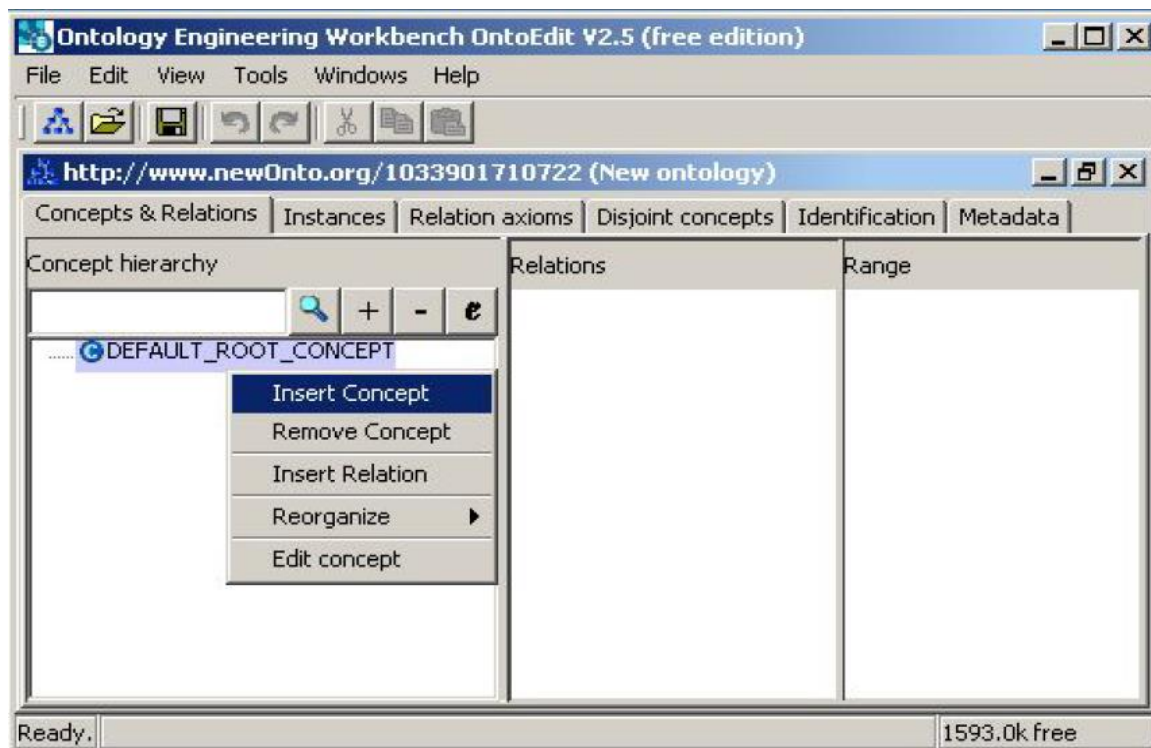 Ontology Engineering Workbench OntoEdit V2.5 (free edition)
File Edit View Tools Windows Help
http://www.newOnto.org/1033901710722 (New ontology)
Concepts & Relations Instances Relation axioms Disjoint concepts Identification Metadata
Concept hierarchy Relations Range
+ - e
DEFAULT_ROOT_CONCEPT
Insert Concept
Remove Concept
Insert Relation
Reorganize
Edit concept
Ready. 1593.0k free